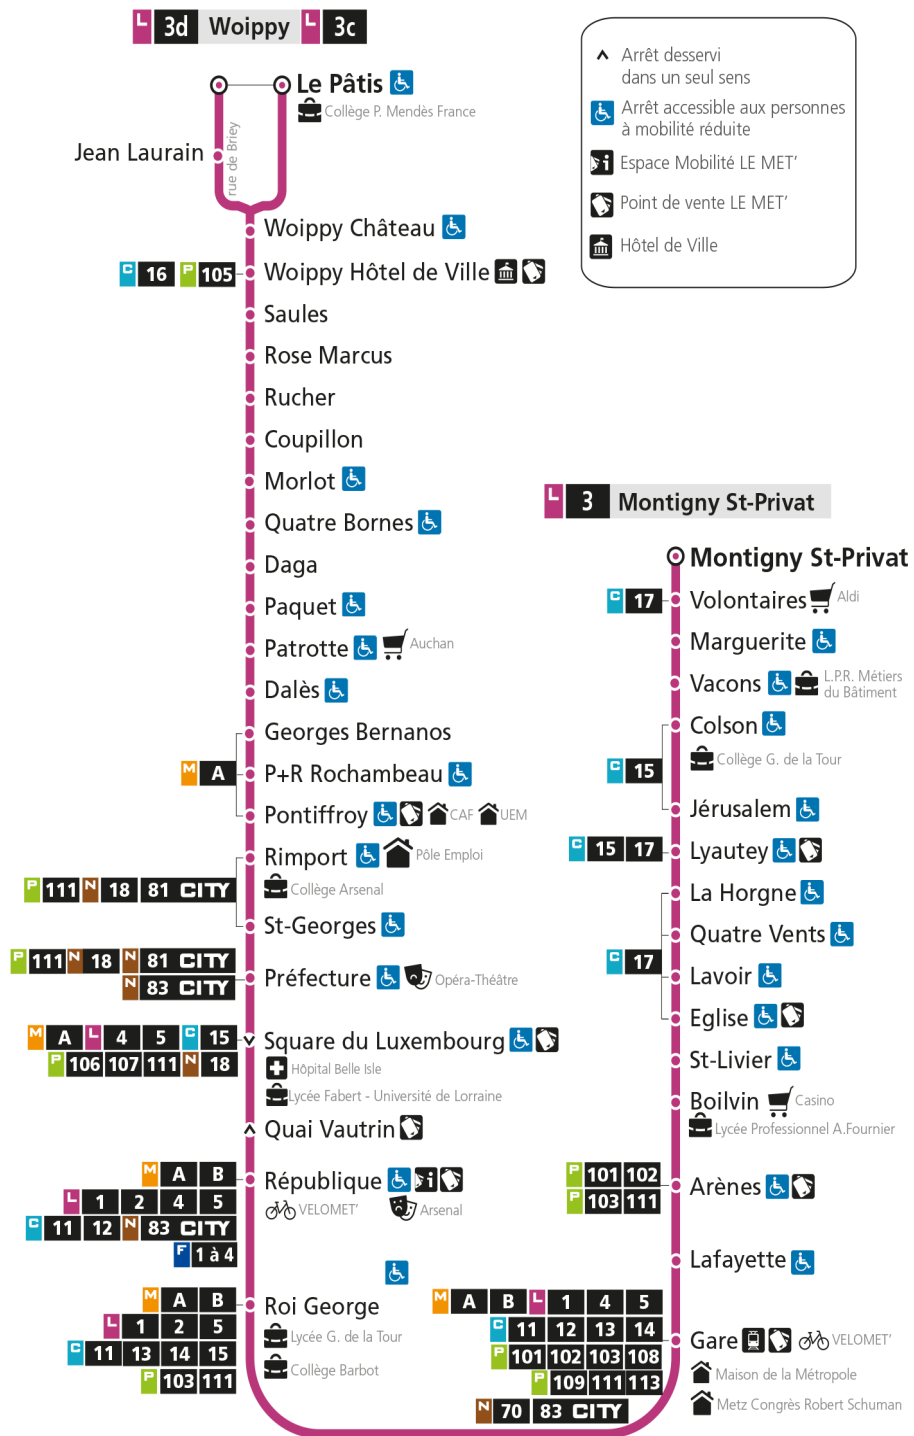 L 3d Woippy L 3c
Le Pâtis
Collège P. Mendès France
rue de Briey
Jean Laurain
Woippy Château
C 16 P 105 Woippy Hôtel de Ville
Saules
Rose Marcus
Rucher
Coupillon
Morlot
Quatre Bornes
Daga
Paquet
Patrotte Auchan
Dalès
Georges Bernanos
M A P+R Rochambeau
Pontiffroy CAF UEM
Rimport Pôle Emploi
P 111 N 18 81 CITY Collège Arsenal
St-Georges
P 111 N 18 N 81 CITY
N 83 CITY
Préfecture Opéra-Théâtre
M A L 4 5 C 15
P 106 107 111 N 18
Square du Luxembourg
Hôpital Belle Isle
Lycée Fabert - Université de Lorraine
Quai Vautrin
M A B
L 1 2 4 5
C 11 12 N 83 CITY
F 1 à 4
République
VELOMET' Arsenal
M A B
L 1 2 5
C 11 13 14 15
P 103 111
Roi George
Lycée G. de la Tour
Collège Barbot
Arrêt desservi
dans un seul sens
Arrêt accessible aux personnes
à mobilité réduite
Espace Mobilité LE MET'
Point de vente LE MET'
Hôtel de Ville
L 3 Montigny St-Privat
Montigny St-Privat
C 17 Volontaires Aldi
Marguerite
Vacons L.P.R. Métiers
du Bâtiment
Colson
Collège G. de la Tour
C 15
Jérusalem
C 15 17 Lyautey
La Horgne
Quatre Vents
C 17 Lavoir
Eglise
St-Livier
Boilvin Casino
Lycée Professionnel A.Fournier
P 101 102
P 103 111
Arènes
Lafayette
M A B L 1 4 5
C 11 12 13 14
P 101 102 103 108
P 109 111 113
N 70 83 CITY
Gare VELOMET'
Maison de la Métropole
Metz Congrès Robert Schuman